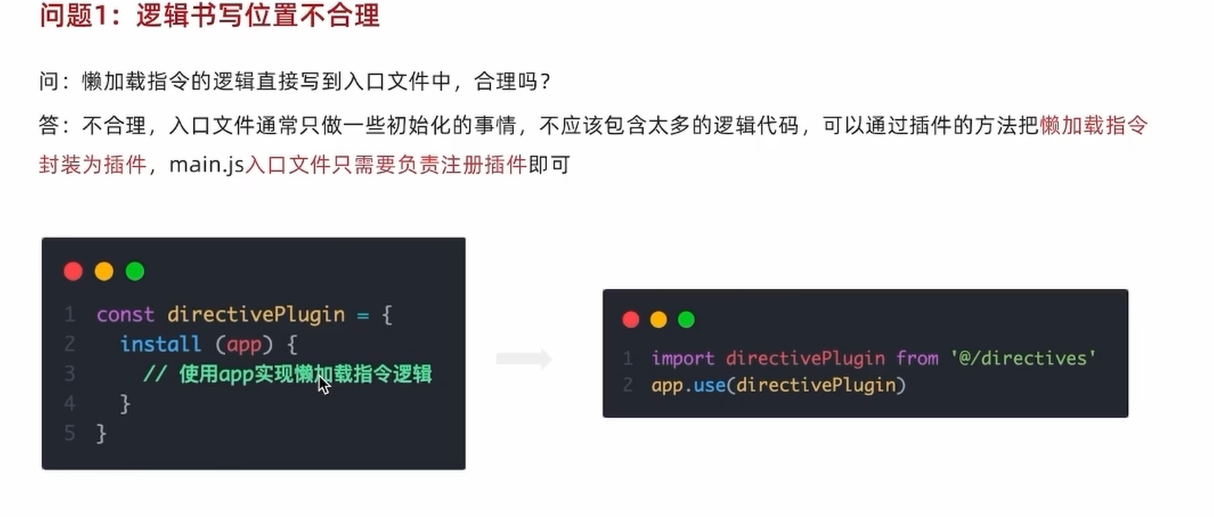 问题1：逻辑书写位置不合理
问：懒加载指令的逻辑直接写到入口文件中，合理吗？
答：不合理，入口文件通常只做一些初始化的事情，不应该包含太多的逻辑代码，可以通过插件的方法把懒加载指令
封装为插件，main.js入口文件只需要负责注册插件即可
1 const directivePlugin = {
2   install (app) {
3     // 使用app实现懒加载指令逻辑
4   }
5 }
1 import directivePlugin from '@/directives'
2 app.use(directivePlugin)